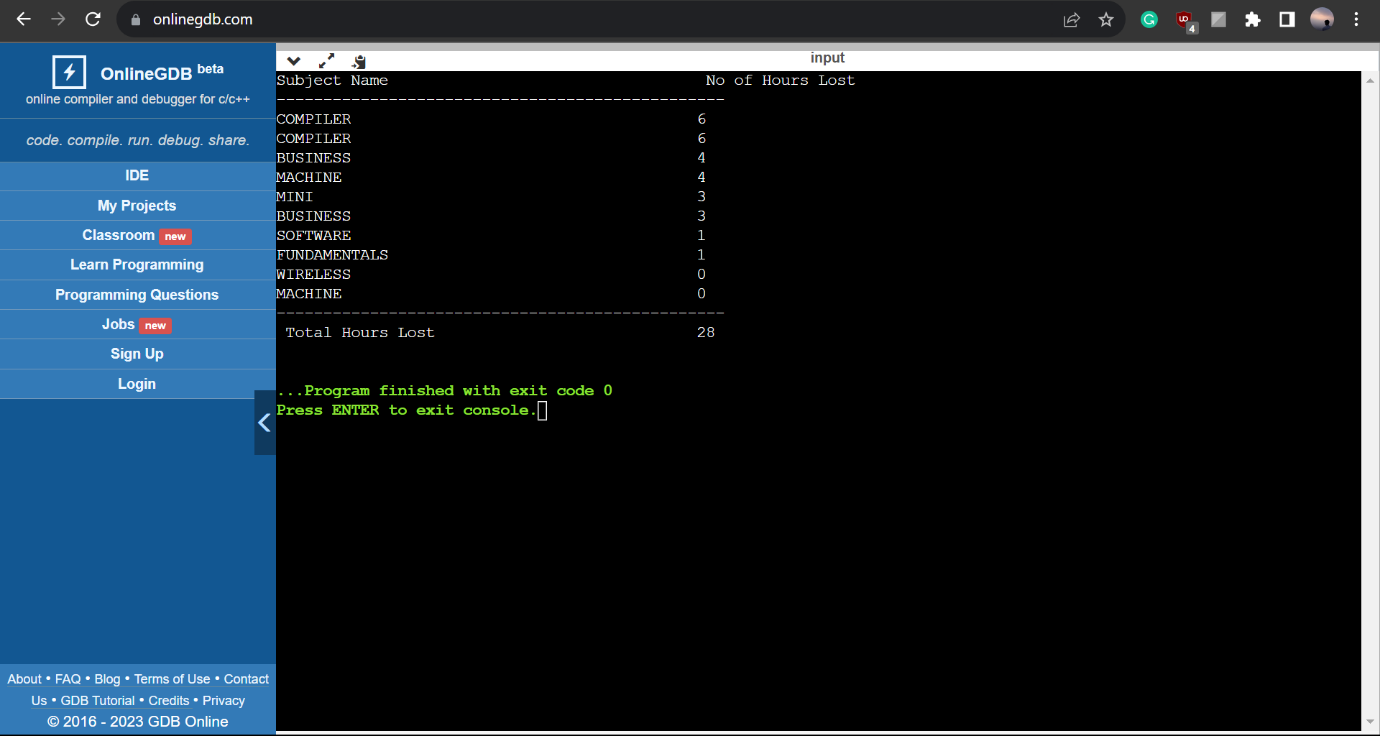 onlinegdb.com
4
OnlineGDB beta
online compiler and debugger for c/c++
code. compile. run. debug. share.
IDE
My Projects
Classroom new
Learn Programming
Programming Questions
Jobs new
Sign Up
Login
About • FAQ • Blog • Terms of Use • Contact
Us • GDB Tutorial • Credits • Privacy
© 2016 - 2023 GDB Online
input
Subject Name No of Hours Lost
------------------------------------------------
COMPILER 6
COMPILER 6
BUSINESS 4
MACHINE 4
MINI 3
BUSINESS 3
SOFTWARE 1
FUNDAMENTALS 1
WIRELESS 0
MACHINE 0
------------------------------------------------
Total Hours Lost 28
...Program finished with exit code 0
Press ENTER to exit console.